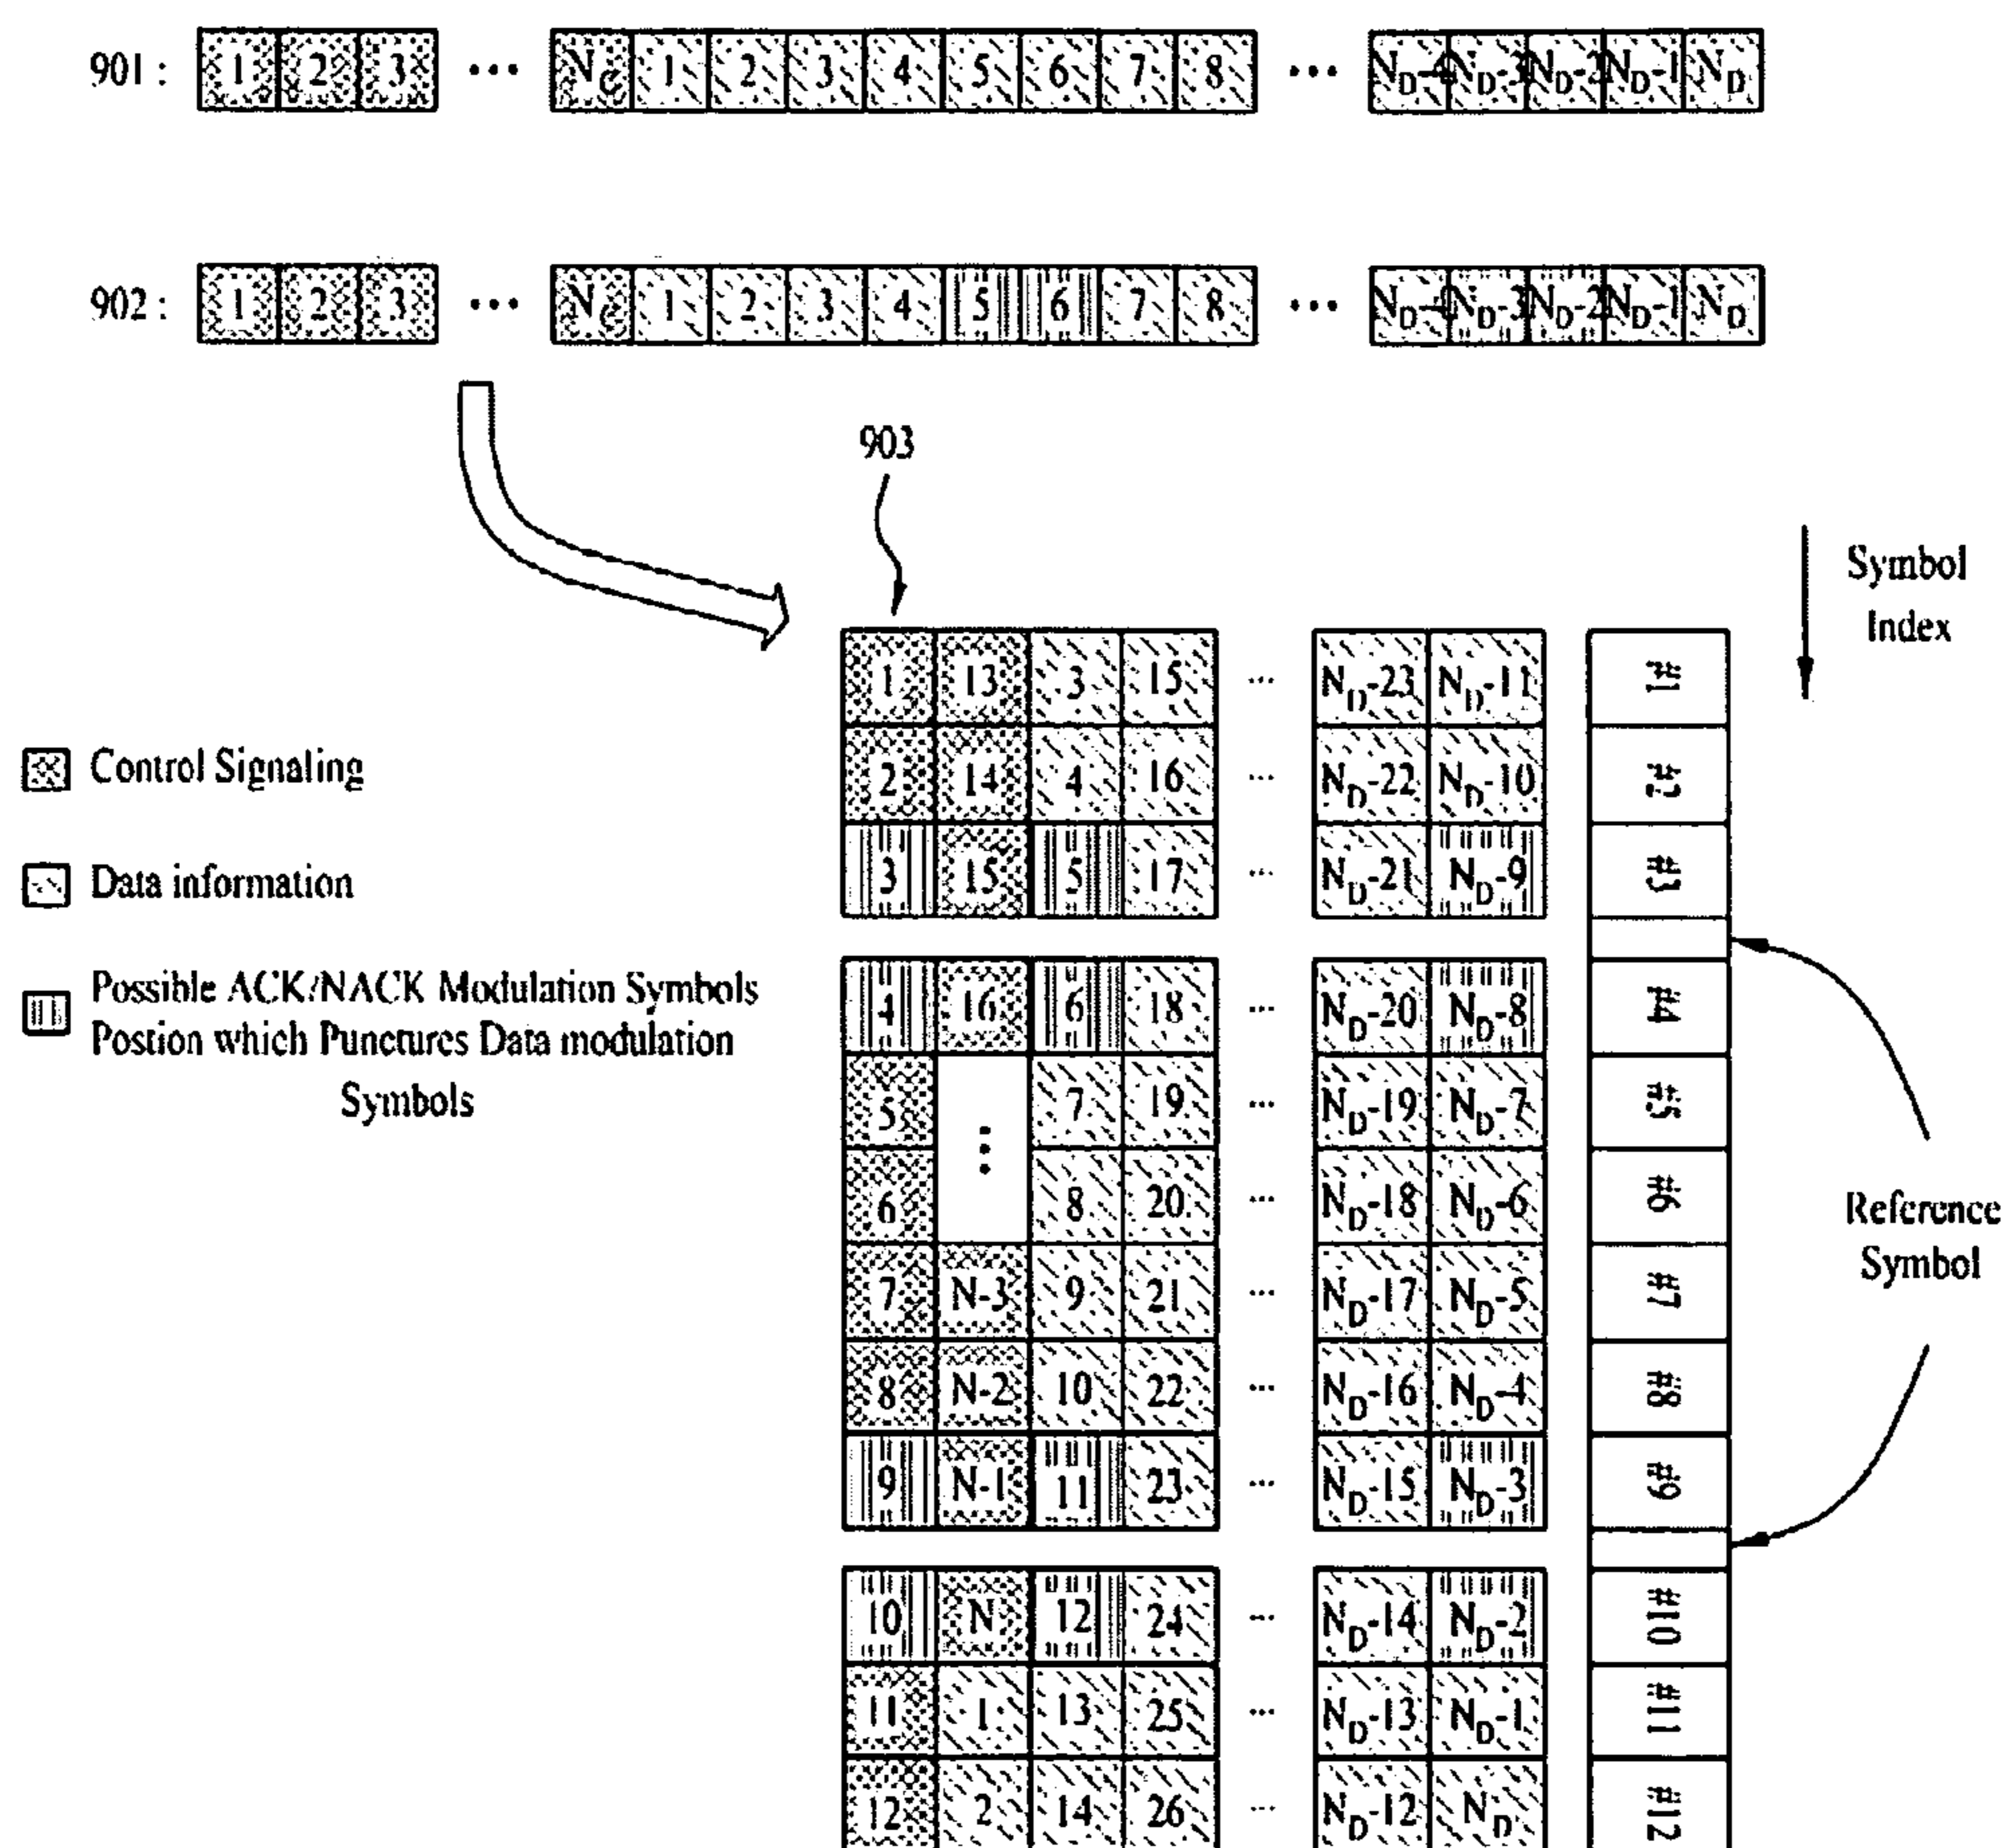 901 : 1 2 3 ... N_C 1 2 3 4 5 6 7 8 ... N_D-4 N_D-3 N_D-2 N_D-1 N_D
902 : 1 2 3 ... N_C 1 2 3 4 5 6 7 8 ... N_D-4 N_D-3 N_D-2 N_D-1 N_D
903
Symbol
Index
Control Signaling
Data information
Possible ACK/NACK Modulation Symbols
Postion which Punctures Data modulation
Symbols
1 13 3 15 ... N_D-23 N_D-11 #1
2 14 4 16 ... N_D-22 N_D-10 #2
3 15 5 17 ... N_D-21 N_D-9 #3
4 16 6 18 ... N_D-20 N_D-8 #4
5 ⋮ 7 19 ... N_D-19 N_D-7 #5
6 8 20 ... N_D-18 N_D-6 #6
7 N-3 9 21 ... N_D-17 N_D-5 #7
8 N-2 10 22 ... N_D-16 N_D-4 #8
9 N-1 11 23 ... N_D-15 N_D-3 #9
10 N 12 24 ... N_D-14 N_D-2 #10
11 1 13 25 ... N_D-13 N_D-1 #11
12 2 14 26 ... N_D-12 N_D #12
Reference
Symbol